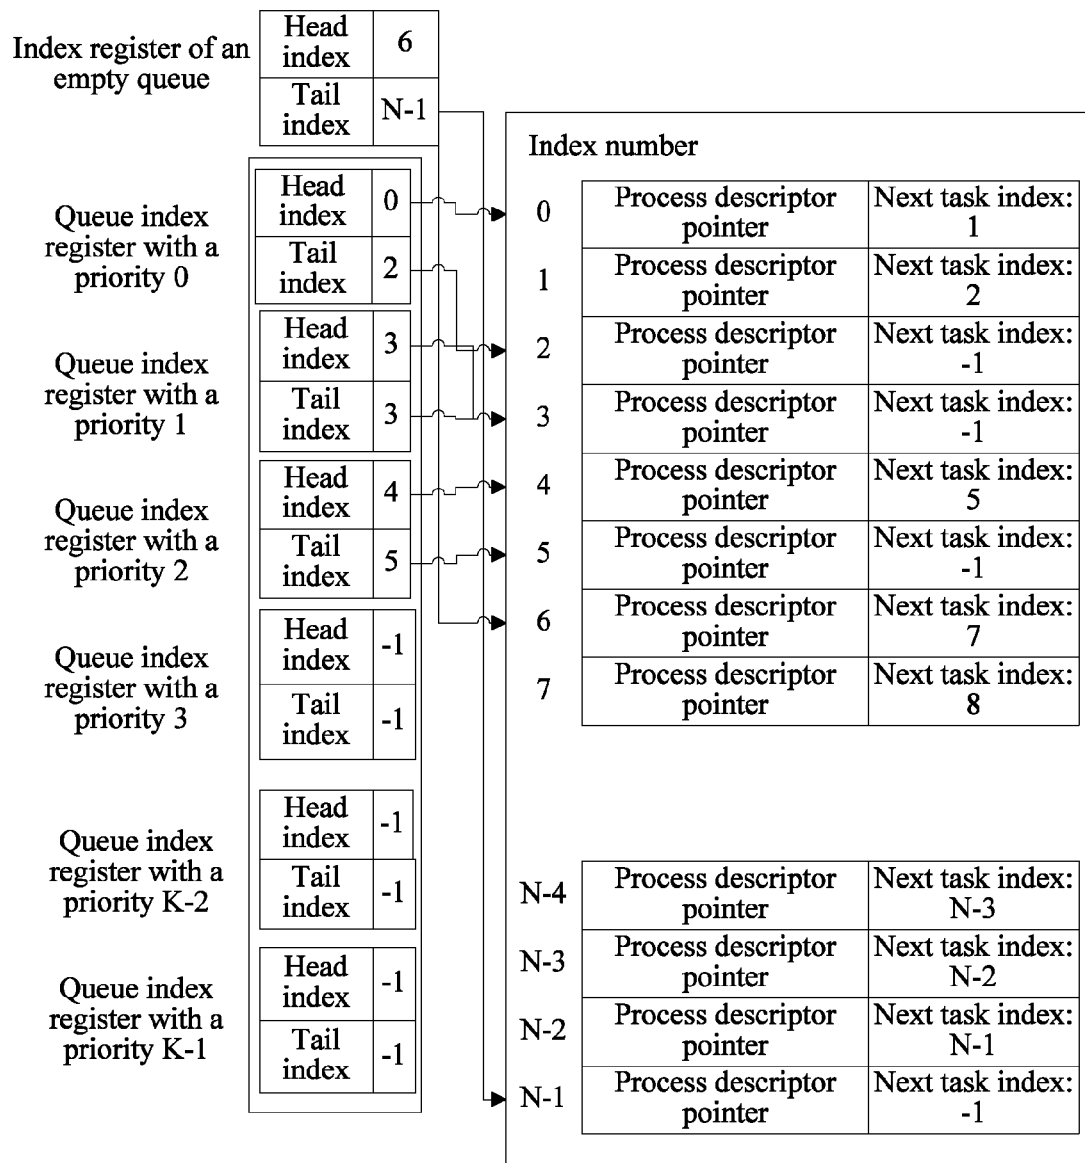 Index register of an
empty queue
Head
index
6
Tail
index
N-1
Queue index
register with a
priority 0
Head
index
0
Tail
index
2
Queue index
register with a
priority 1
Head
index
3
Tail
index
3
Queue index
register with a
priority 2
Head
index
4
Tail
index
5
Queue index
register with a
priority 3
Head
index
-1
Tail
index
-1
Queue index
register with a
priority K-2
Head
index
-1
Tail
index
-1
Queue index
register with a
priority K-1
Head
index
-1
Tail
index
-1
Index number
0
Process descriptor
pointer
Next task index:
1
1
Process descriptor
pointer
Next task index:
2
2
Process descriptor
pointer
Next task index:
-1
3
Process descriptor
pointer
Next task index:
-1
4
Process descriptor
pointer
Next task index:
5
5
Process descriptor
pointer
Next task index:
-1
6
Process descriptor
pointer
Next task index:
7
7
Process descriptor
pointer
Next task index:
8
N-4
Process descriptor
pointer
Next task index:
N-3
N-3
Process descriptor
pointer
Next task index:
N-2
N-2
Process descriptor
pointer
Next task index:
N-1
N-1
Process descriptor
pointer
Next task index:
-1